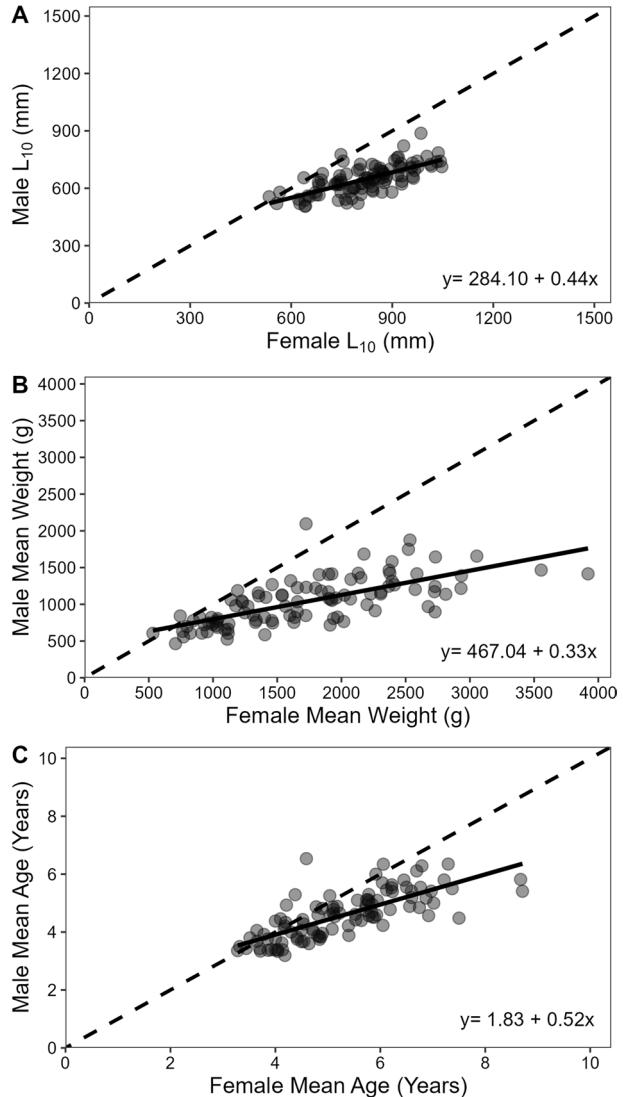 A
1500
1200
900
600
300
0
Male L₁₀ (mm)
y= 284.10 + 0.44x
0 300 600 900 1200 1500
Female L₁₀ (mm)
B
4000
3500
3000
2500
2000
1500
1000
500
0
Male Mean Weight (g)
y= 467.04 + 0.33x
0 500 1000 1500 2000 2500 3000 3500 4000
Female Mean Weight (g)
C
10
8
6
4
2
0
Male Mean Age (Years)
y= 1.83 + 0.52x
0 2 4 6 8 10
Female Mean Age (Years)